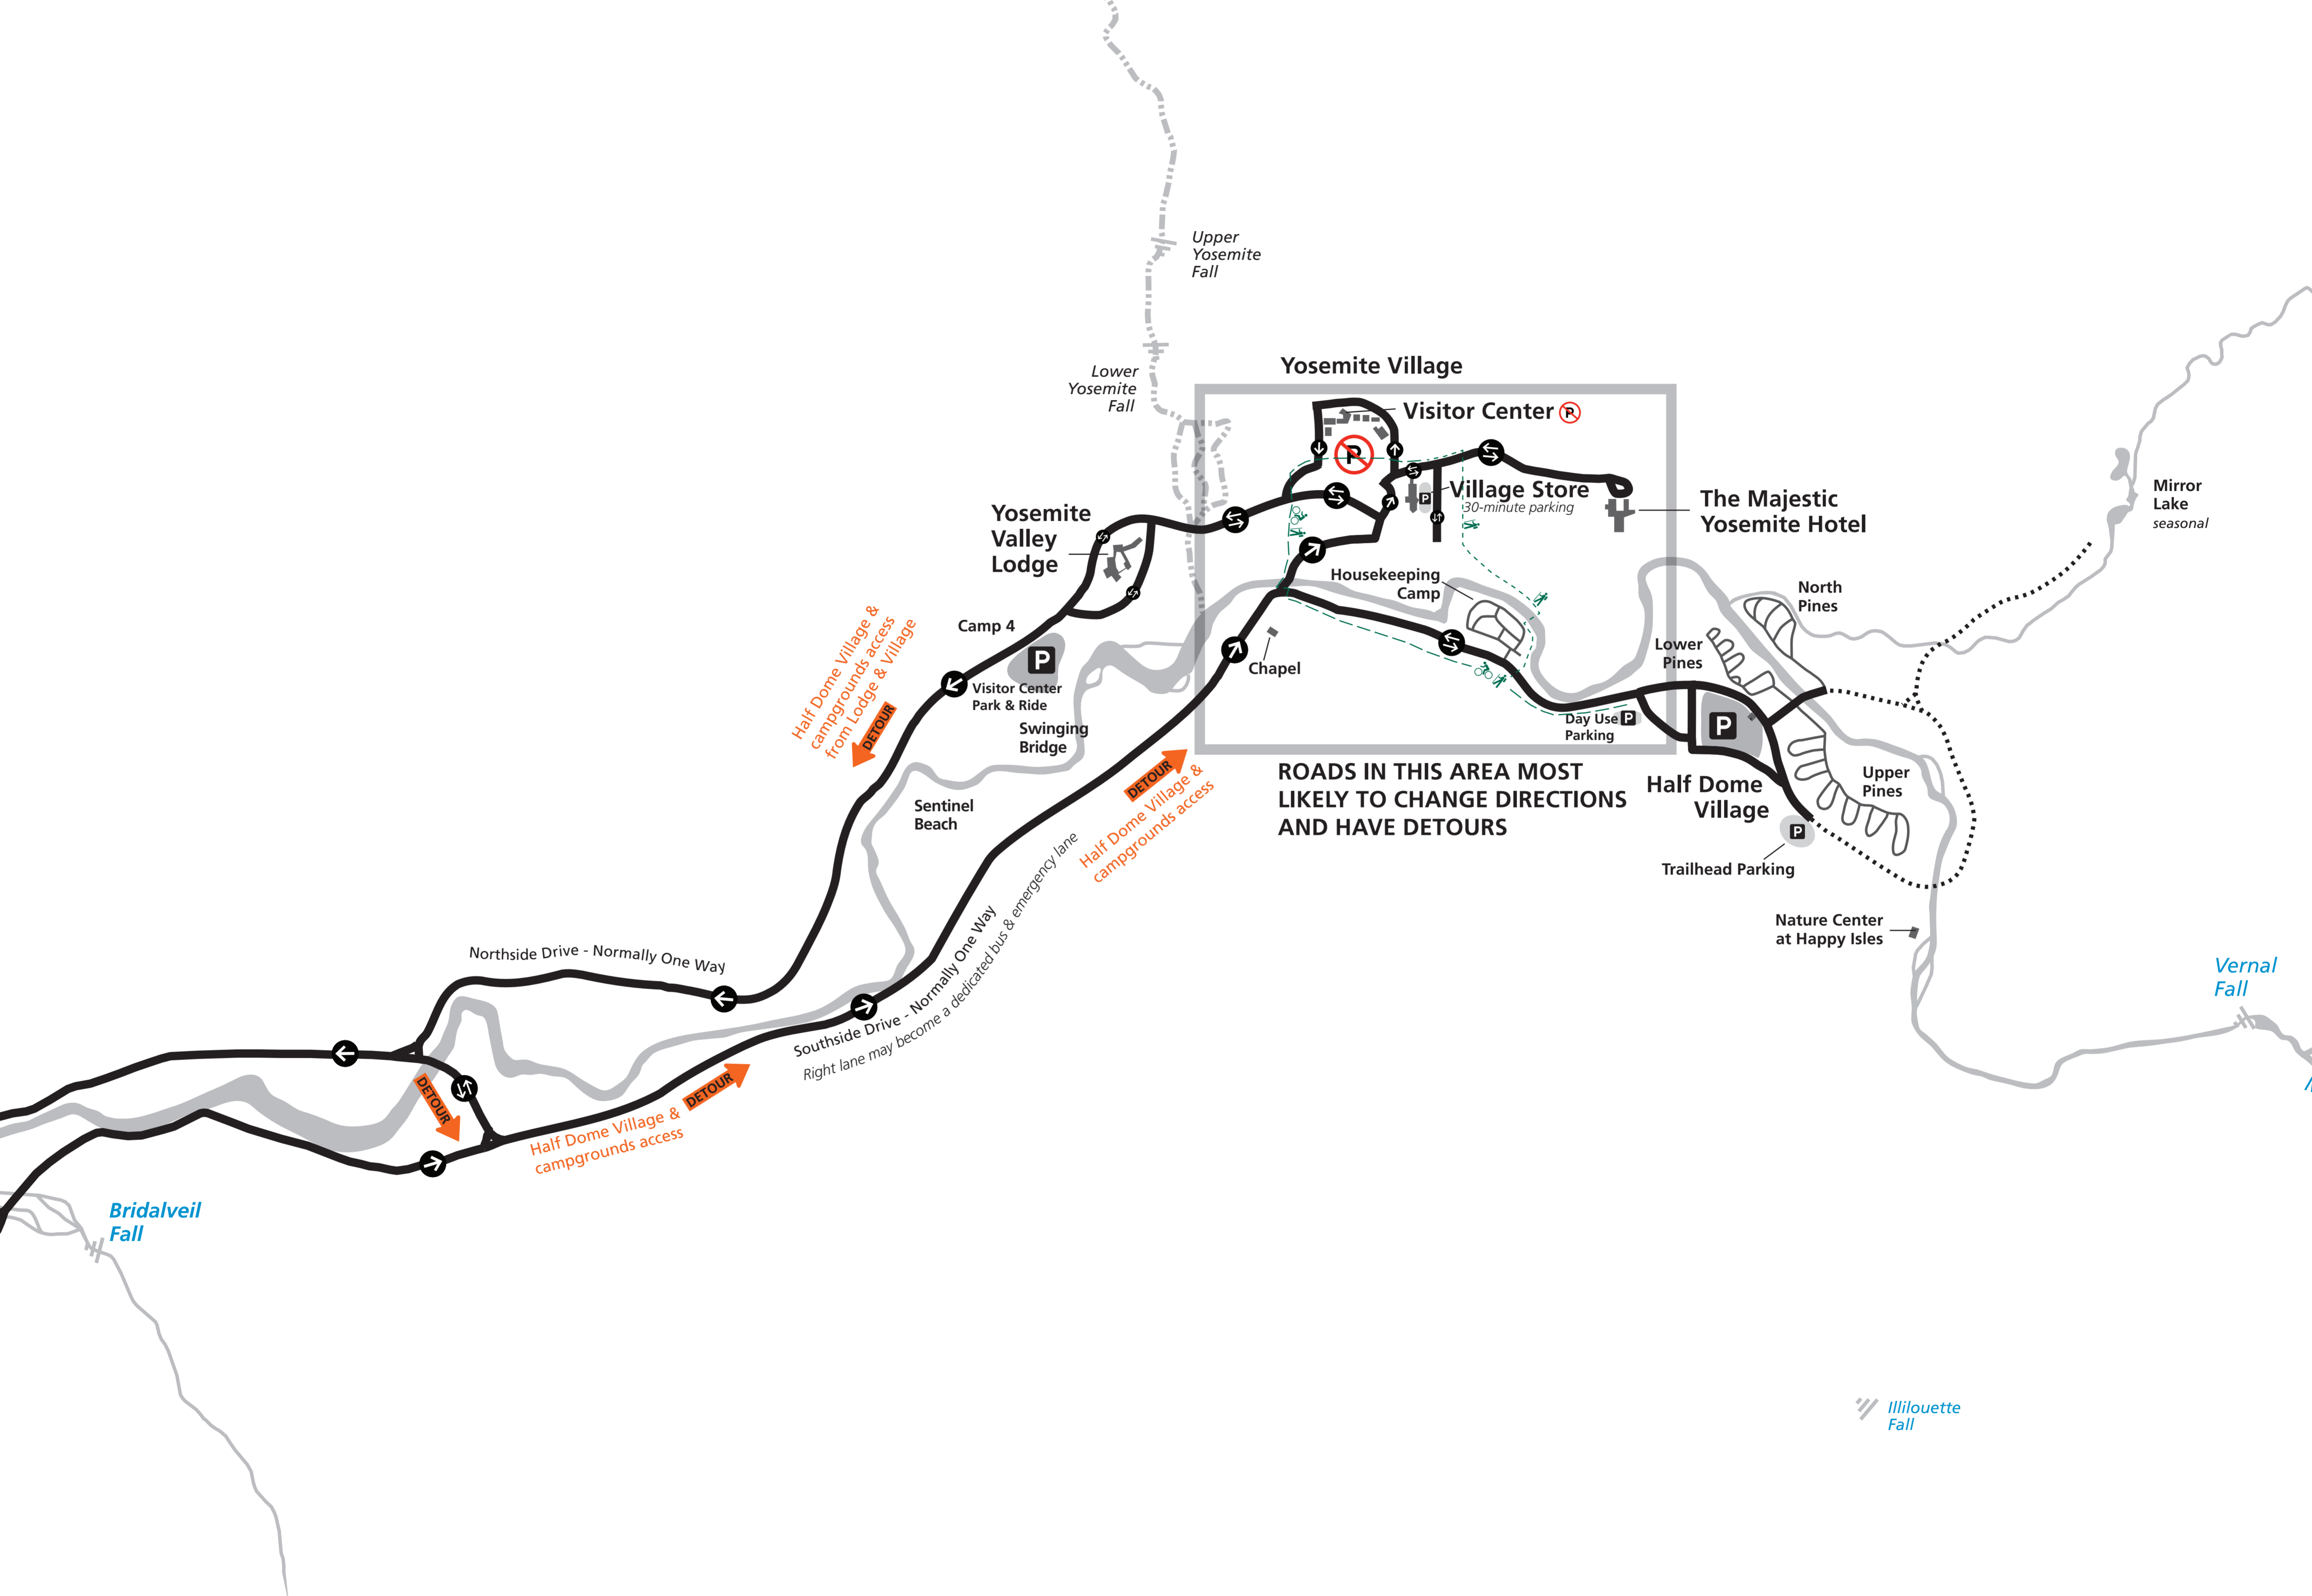 Upper
Yosemite
Fall
Lower
Yosemite
Fall
Yosemite Village
Visitor Center P
P
Village Store
P
30-minute parking
The Majestic
Yosemite Hotel
Mirror
Lake
seasonal
Yosemite
Valley
Lodge
Housekeeping
Camp
North
Pines
Lower
Pines
Camp 4
P
Visitor Center
Park & Ride
Chapel
Half Dome Village &
campgrounds access
from Lodge & Village
DETOUR
Swinging
Bridge
Day Use P
Parking
P
Sentinel
Beach
DETOUR
Half Dome Village &
campgrounds access
ROADS IN THIS AREA MOST
LIKELY TO CHANGE DIRECTIONS
AND HAVE DETOURS
Half Dome
Village
Upper
Pines
P
Trailhead Parking
Nature Center
at Happy Isles
Northside Drive - Normally One Way
Southside Drive - Normally One Way
Right lane may become a dedicated bus & emergency lane
Vernal
Fall
DETOUR
DETOUR
Half Dome Village &
campgrounds access
Bridalveil
Fall
Illilouette
Fall